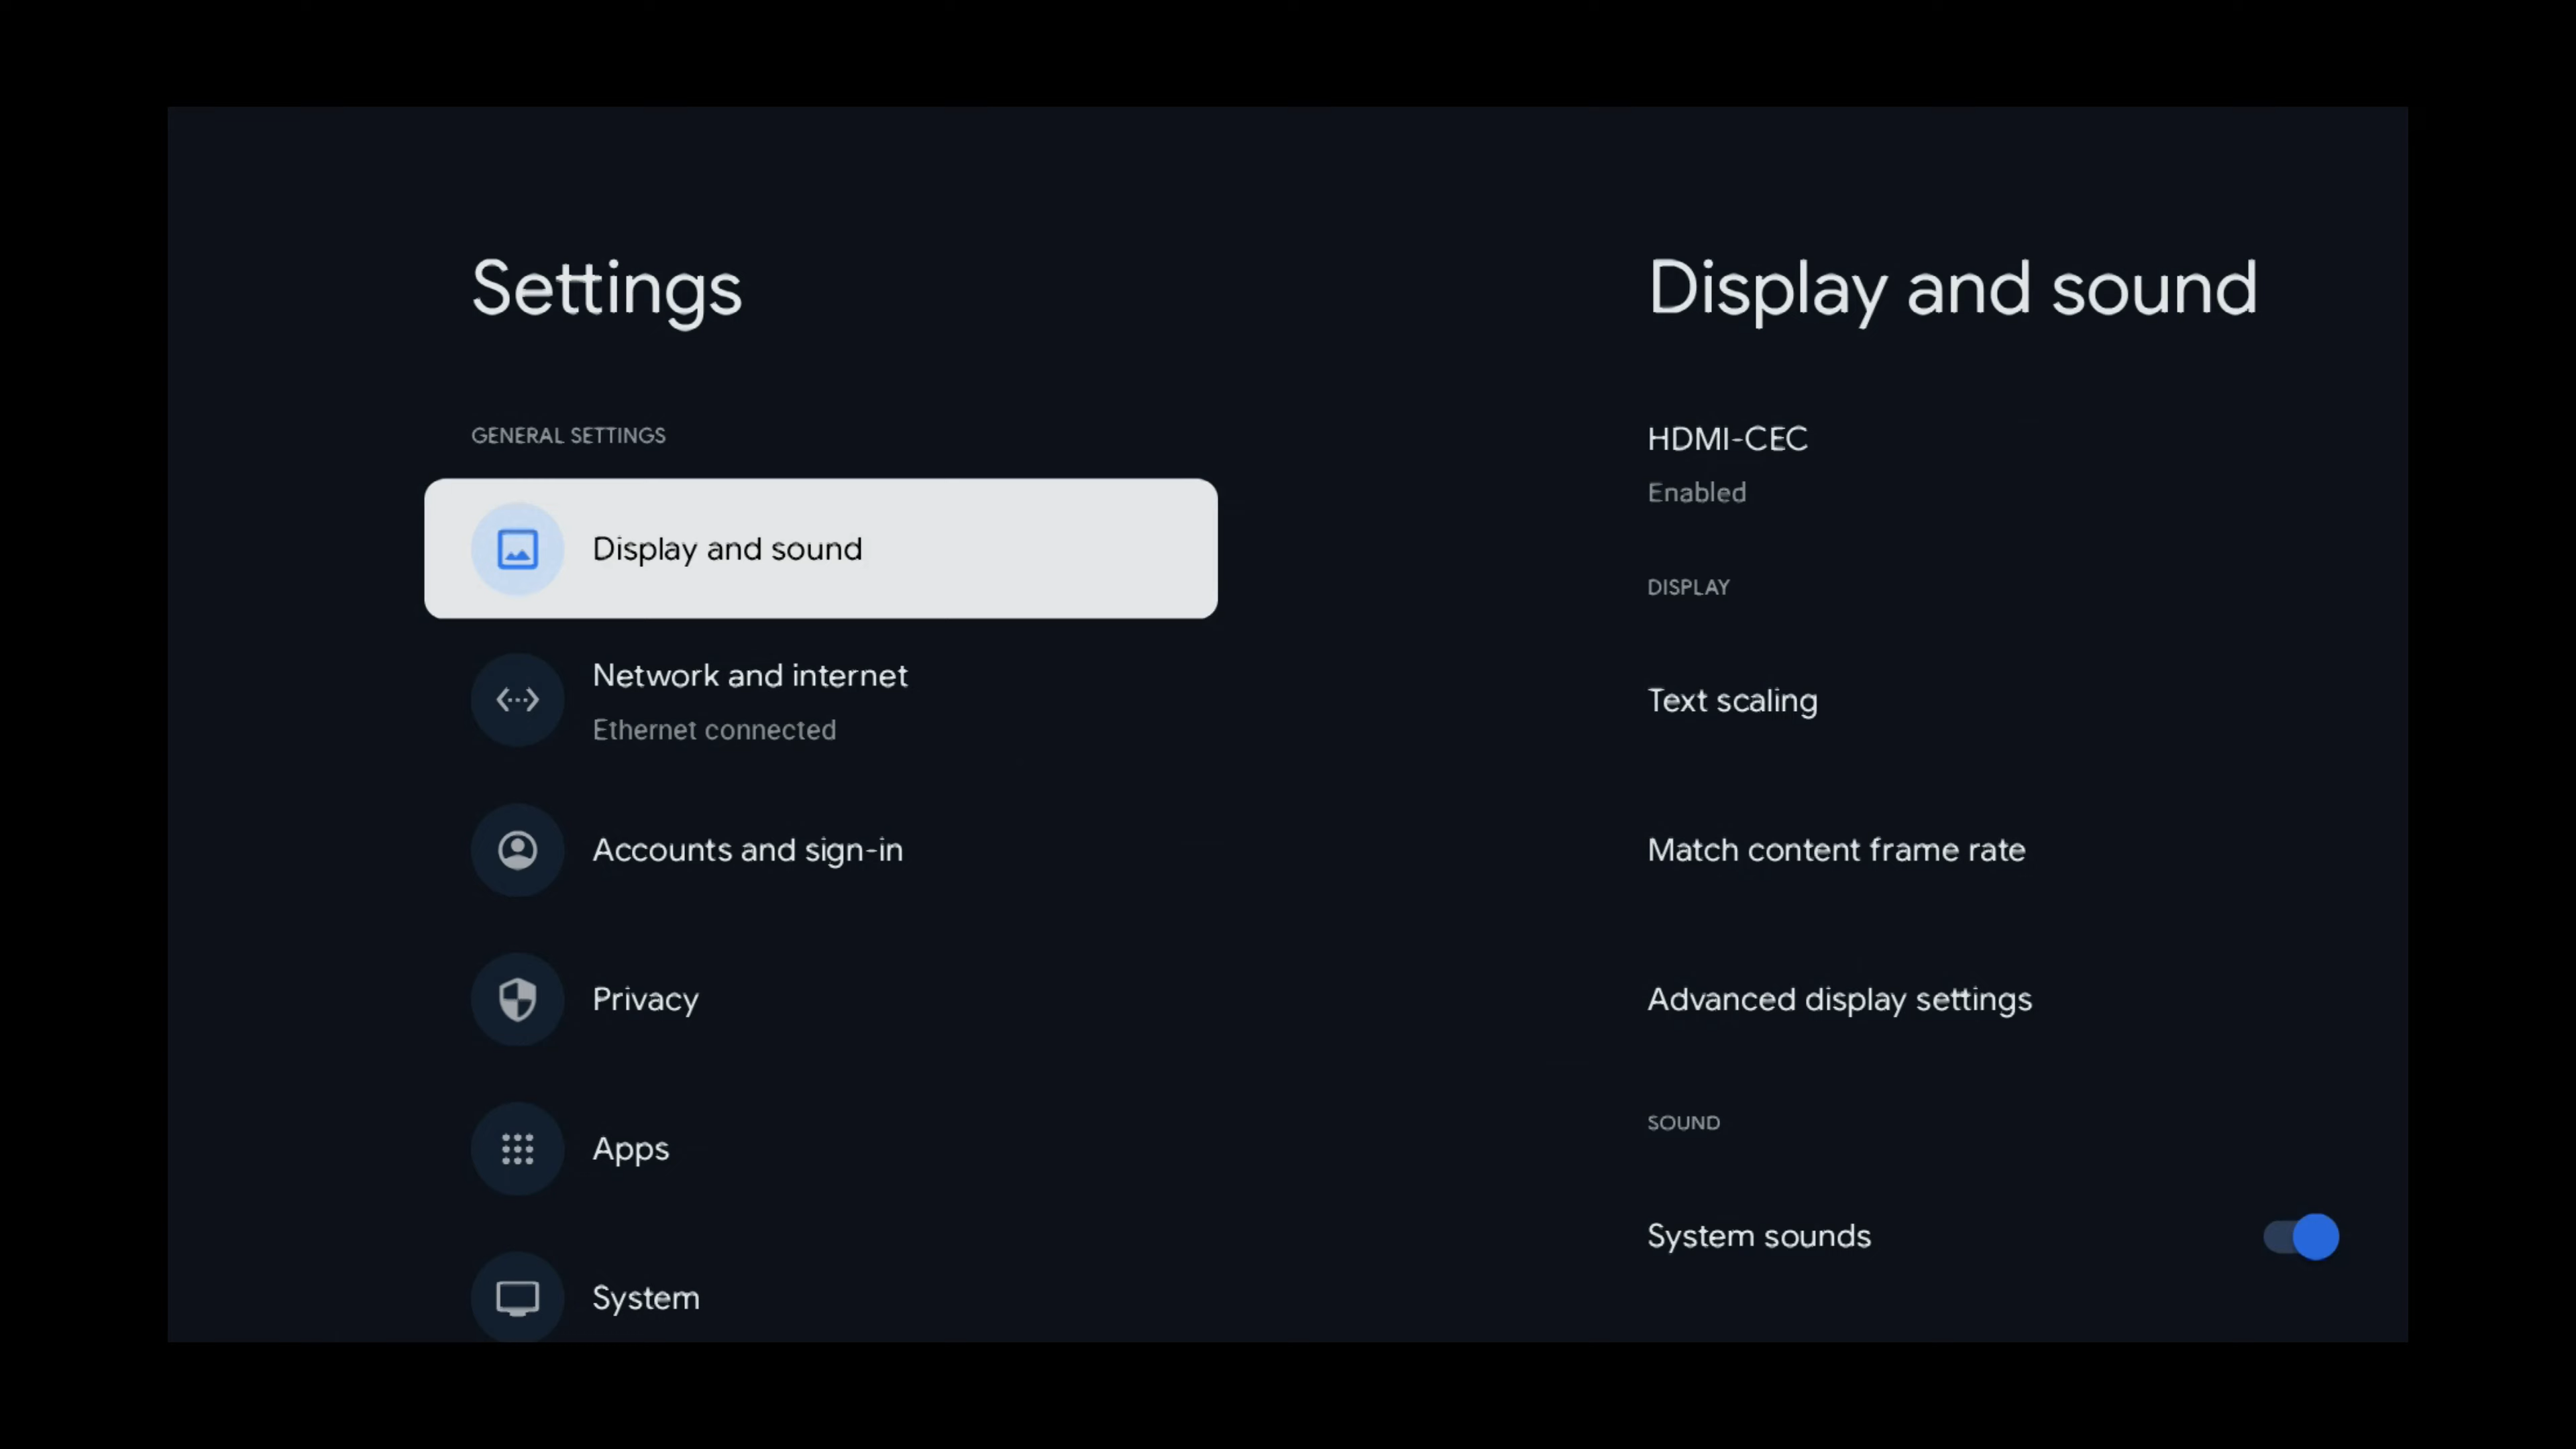 Settings
GENERAL SETTINGS
Display and sound
Network and internet
Ethernet connected
Accounts and sign-in
Privacy
Apps
System
Display and sound
HDMI-CEC
Enabled
DISPLAY
Text scaling
Match content frame rate
Advanced display settings
SOUND
System sounds